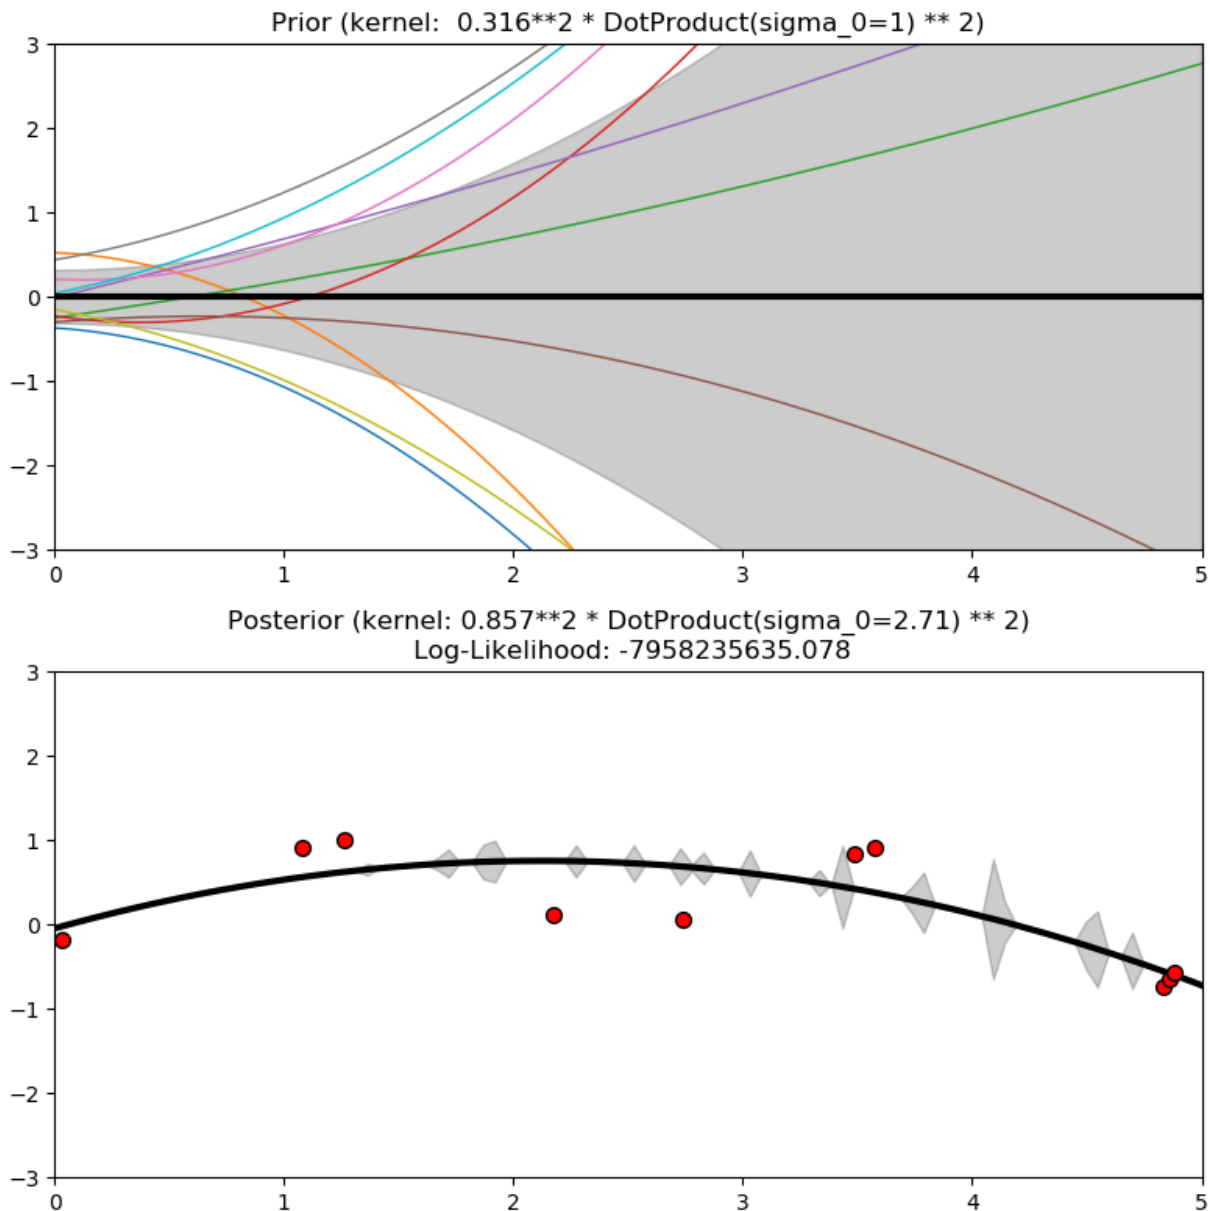 Prior (kernel:  0.316**2 * DotProduct(sigma_0=1) ** 2)
3
2
1
0
−1
−2
−3
0 1 2 3 4 5
Posterior (kernel: 0.857**2 * DotProduct(sigma_0=2.71) ** 2)
Log-Likelihood: -7958235635.078
3
2
1
0
−1
−2
−3
0 1 2 3 4 5